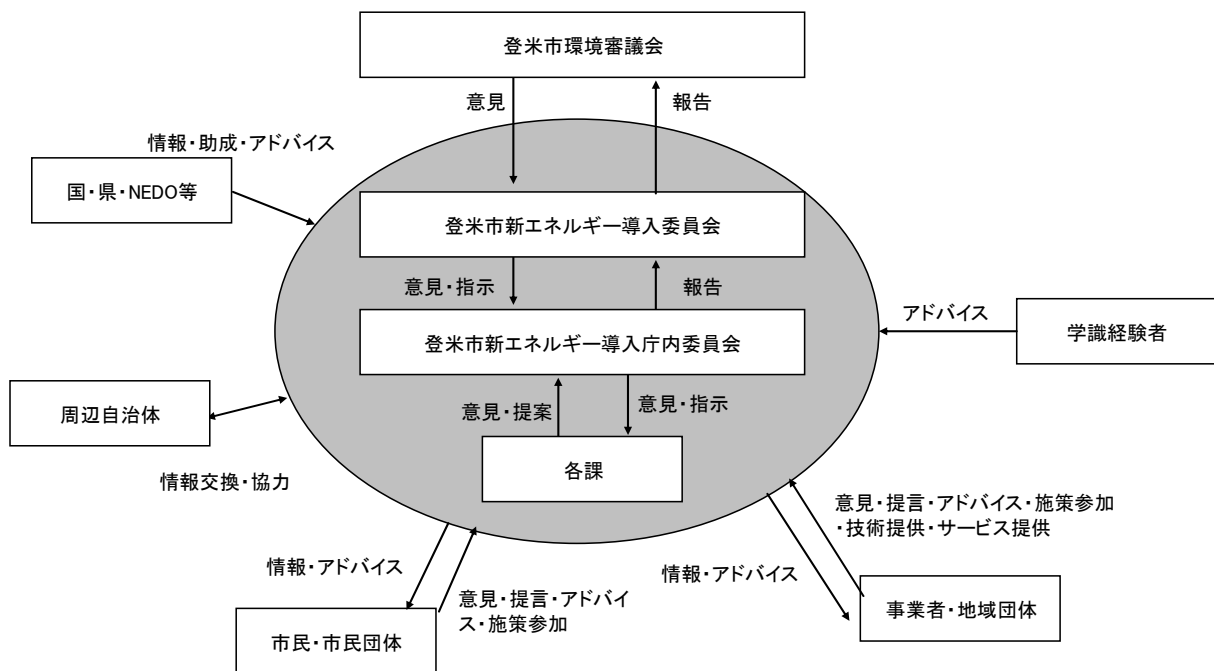 登米市環境審議会
意見
報告
情報・助成・アドバイス
国・県・NEDO等
登米市新エネルギー導入委員会
意見・指示
報告
アドバイス
学識経験者
登米市新エネルギー導入庁内委員会
周辺自治体
意見・提案
意見・指示
情報交換・協力
各課
意見・提言・アドバイス・施策参加
・技術提供・サービス提供
情報・アドバイス
意見・提言・アドバイ
ス・施策参加
情報・アドバイス
市民・市民団体
事業者・地域団体